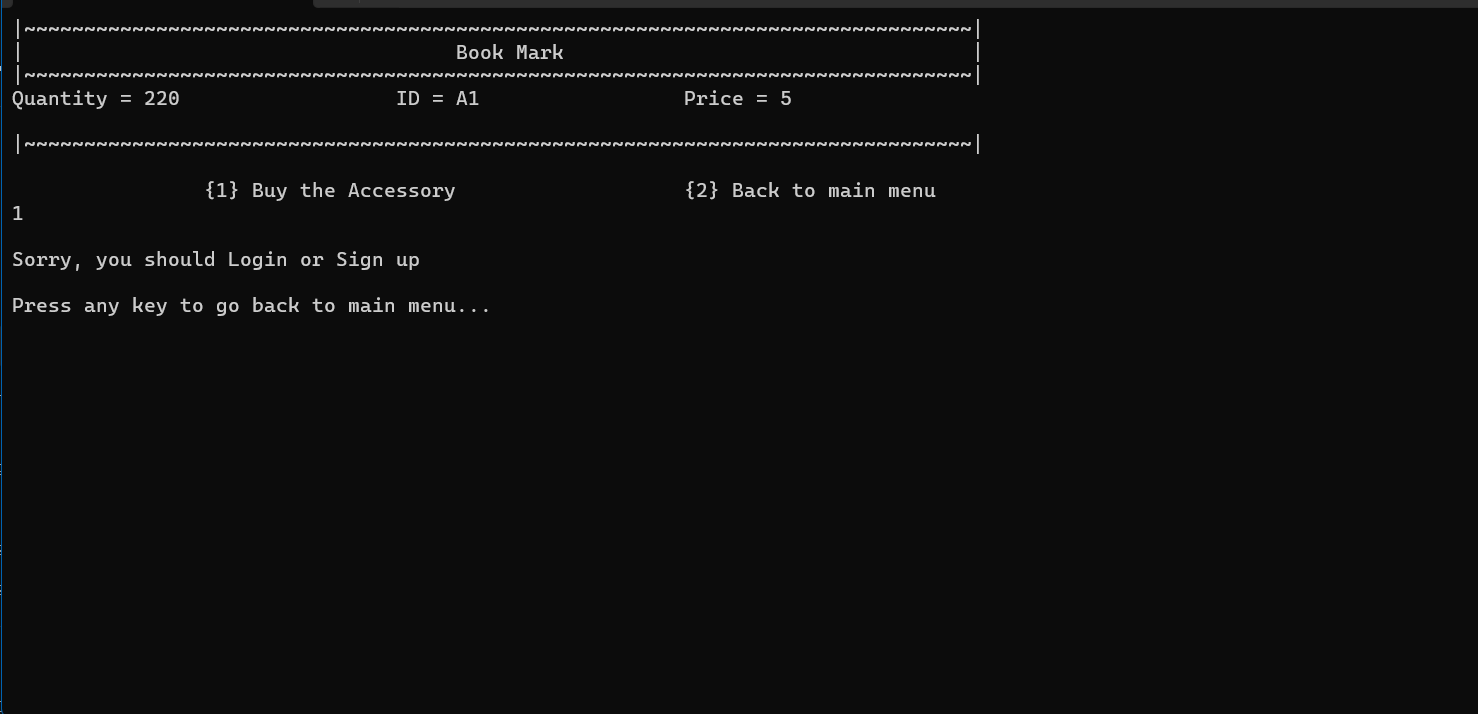 |~~~~~~~~~~~~~~~~~~~~~~~~~~~~~~~~~~~~~~~~~~~~~~~~~~~~~~~~~~~~~~~~~~~~~~~~~~~~~~~|
| Book Mark |
|~~~~~~~~~~~~~~~~~~~~~~~~~~~~~~~~~~~~~~~~~~~~~~~~~~~~~~~~~~~~~~~~~~~~~~~~~~~~~~~|
Quantity = 220 ID = A1 Price = 5
|~~~~~~~~~~~~~~~~~~~~~~~~~~~~~~~~~~~~~~~~~~~~~~~~~~~~~~~~~~~~~~~~~~~~~~~~~~~~~~~|
{1} Buy the Accessory {2} Back to main menu
1
Sorry, you should Login or Sign up
Press any key to go back to main menu...